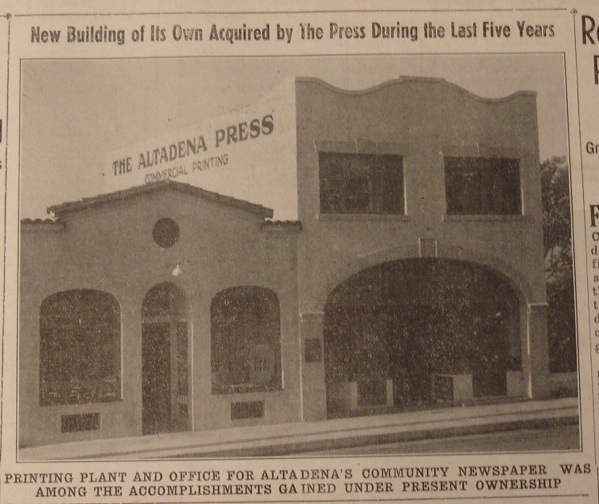 New Building of Its Own Acquired by The Press During the Last Five Years
THE ALTADENA PRESS
COMMERCIAL PRINTING
PRINTING PLANT AND OFFICE FOR ALTADENA'S COMMUNITY NEWSPAPER WAS
AMONG THE ACCOMPLISHMENTS GAINED UNDER PRESENT OWNERSHIP